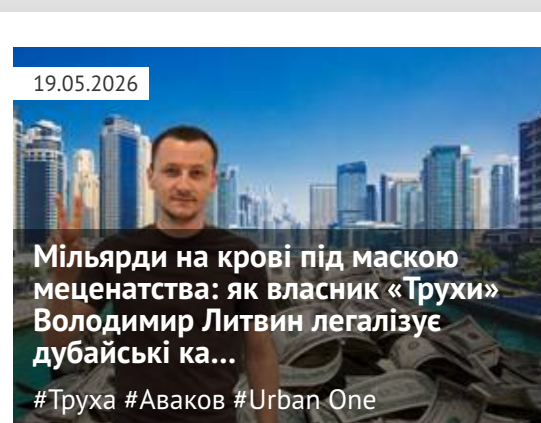 19.05.2026
Мільярди на крові під маскою
меценатства: як власник «Трухи»
Володимир Литвин легалізує
дубайські ка...
#Труха #Аваков #Urban One